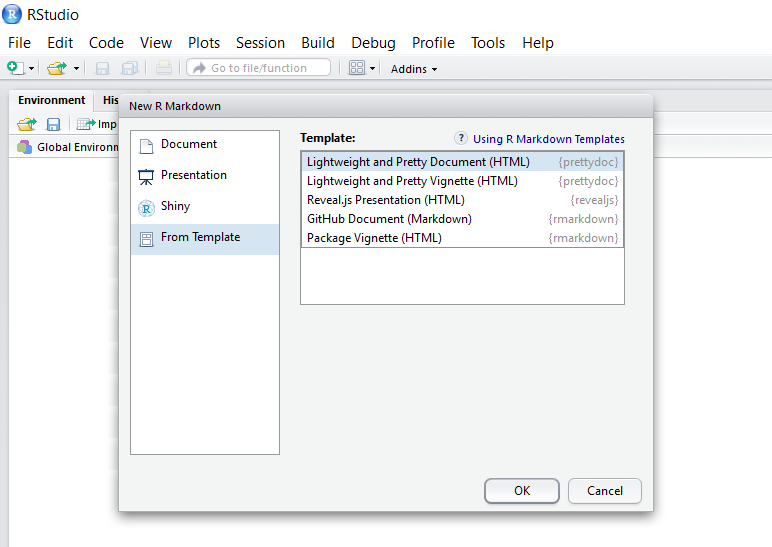 RStudio
File Edit Code View Plots Session Build Debug Profile Tools Help
Go to file/function Addins
Environment His
Imp
Global Environm
New R Markdown
Document
Presentation
Shiny
From Template
Template: ? Using R Markdown Templates
Lightweight and Pretty Document (HTML) {prettydoc}
Lightweight and Pretty Vignette (HTML) {prettydoc}
Reveal.js Presentation (HTML) {revealjs}
GitHub Document (Markdown) {rmarkdown}
Package Vignette (HTML) {rmarkdown}
OK Cancel